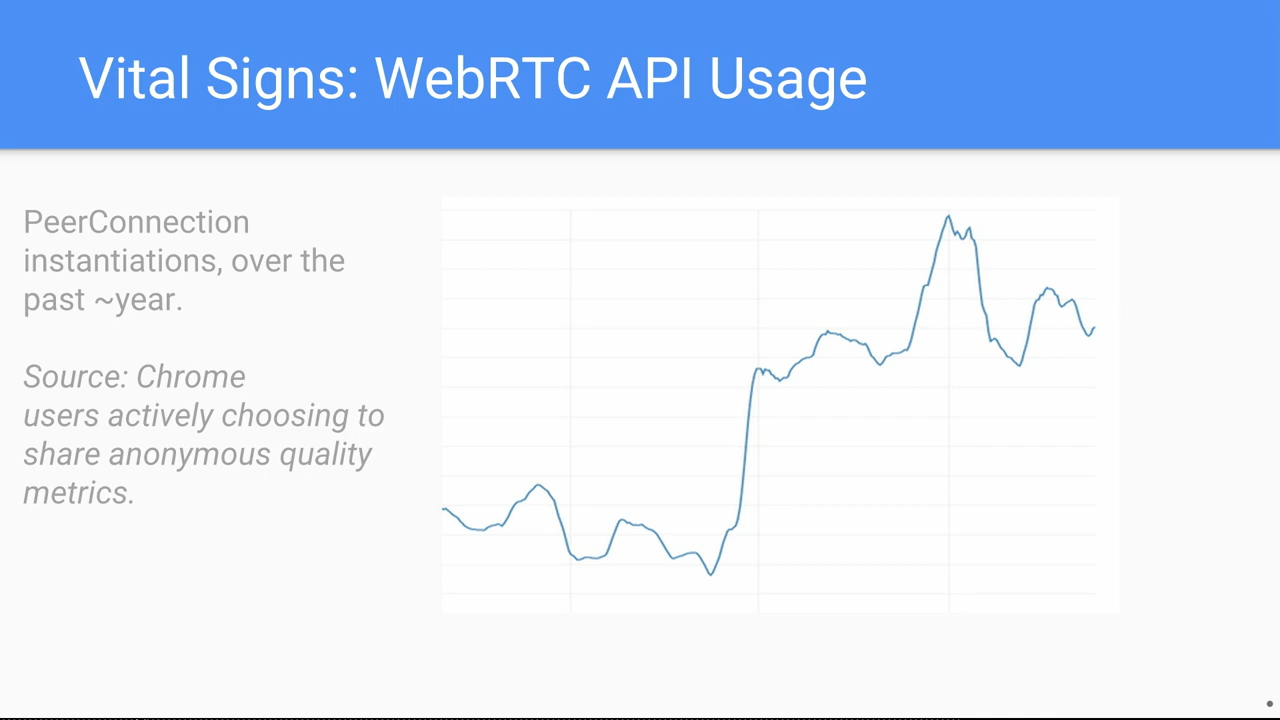 Vital Signs: WebRTC API Usage
PeerConnection
instantiations, over the
past ~year.
Source: Chrome
users actively choosing to
share anonymous quality
metrics.